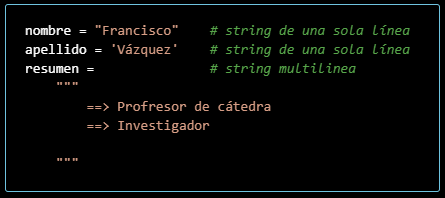 nombre = "Francisco"    # string de una sola línea
apellido = 'Vázquez'    # string de una sola línea
resumen =               # string multilinea
    """
        ==> Profresor de cátedra
        ==> Investigador
    """